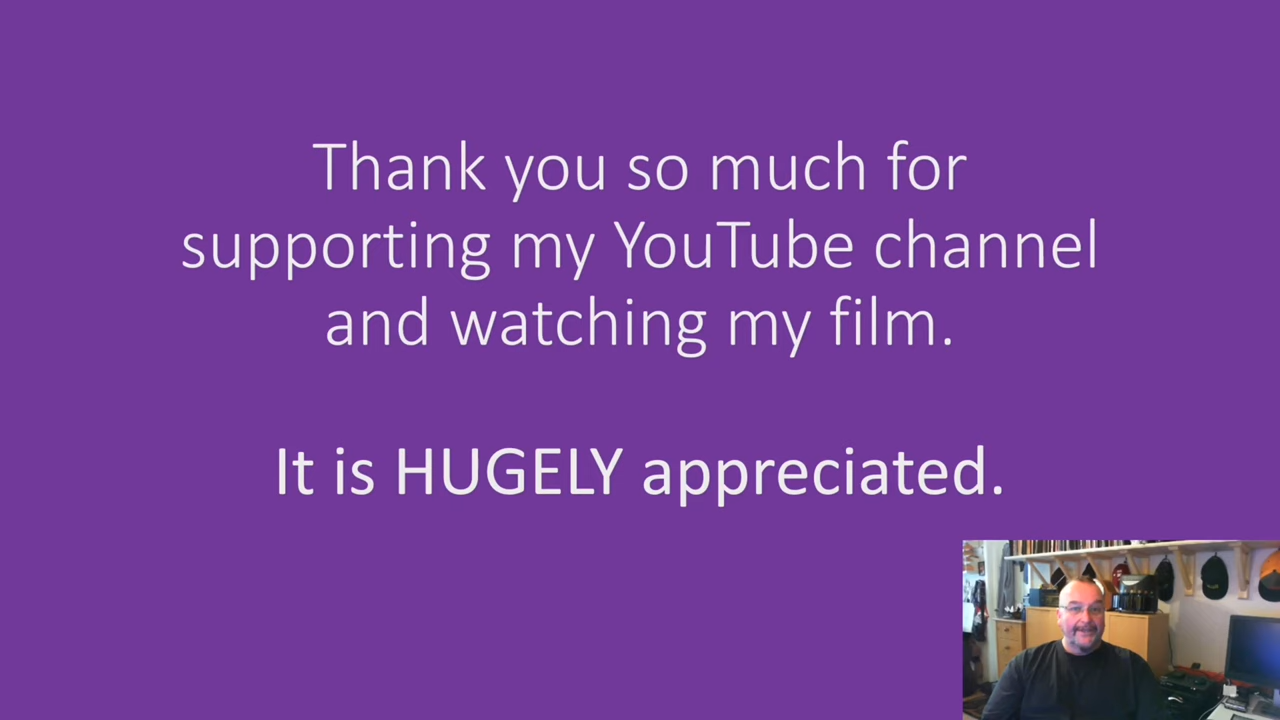 Thank you so much for
supporting my YouTube channel
and watching my film.
It is HUGELY appreciated.